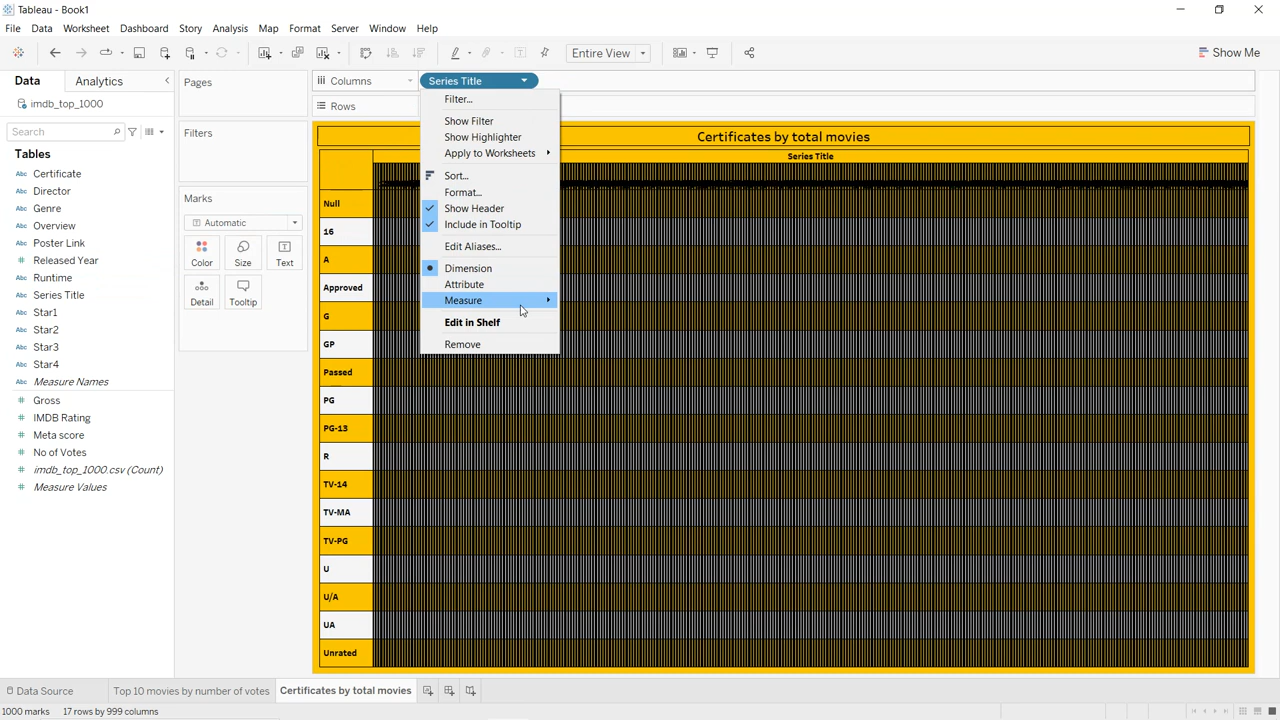 Tableau - Book1
File Data Worksheet Dashboard Story Analysis Map Format Server Window Help
Entire View
Show Me
Data Analytics
Pages
Columns
Series Title
imdb_top_1000
Rows
Search
Filters
Tables
Certificate
Director
Genre
Overview
Poster Link
Released Year
Runtime
Series Title
Star1
Star2
Star3
Star4
Measure Names
Gross
IMDB Rating
Meta score
No of Votes
imdb_top_1000.csv (Count)
Measure Values
Marks
Automatic
Color Size Text
Detail Tooltip
Filter...
Show Filter
Show Highlighter
Apply to Worksheets
Sort...
Format...
Show Header
Include in Tooltip
Edit Aliases...
Dimension
Attribute
Measure
Edit in Shelf
Remove
Certificates by total movies
Series Title
Null
16
A
Approved
G
GP
Passed
PG
PG-13
R
TV-14
TV-MA
TV-PG
U
U/A
UA
Unrated
Data Source Top 10 movies by number of votes Certificates by total movies
1000 marks 17 rows by 999 columns